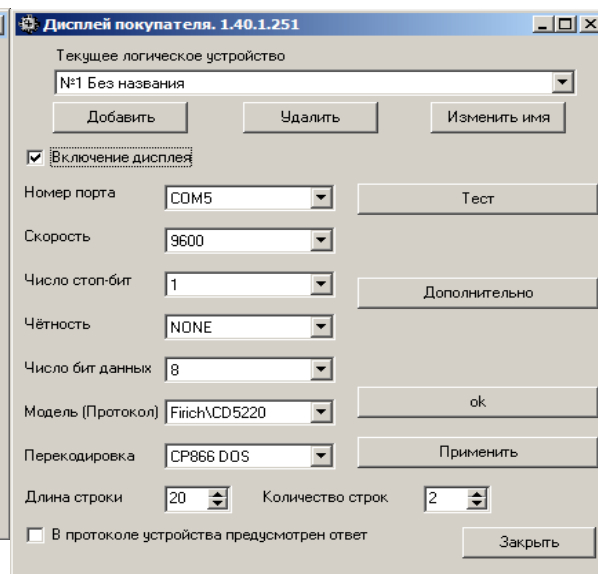 Дисплей покупателя. 1.40.1.251
Текущее логическое устройство
№1 Без названия
Добавить Удалить Изменить имя
Включение дисплея
Номер порта COM5 Тест
Скорость 9600
Число стоп-бит 1 Дополнительно
Чётность NONE
Число бит данных 8
Модель (Протокол) Firich\CD5220 ok
Перекодировка CP866 DOS Применить
Длина строки 20 Количество строк 2
В протоколе устройства предусмотрен ответ
Закрыть